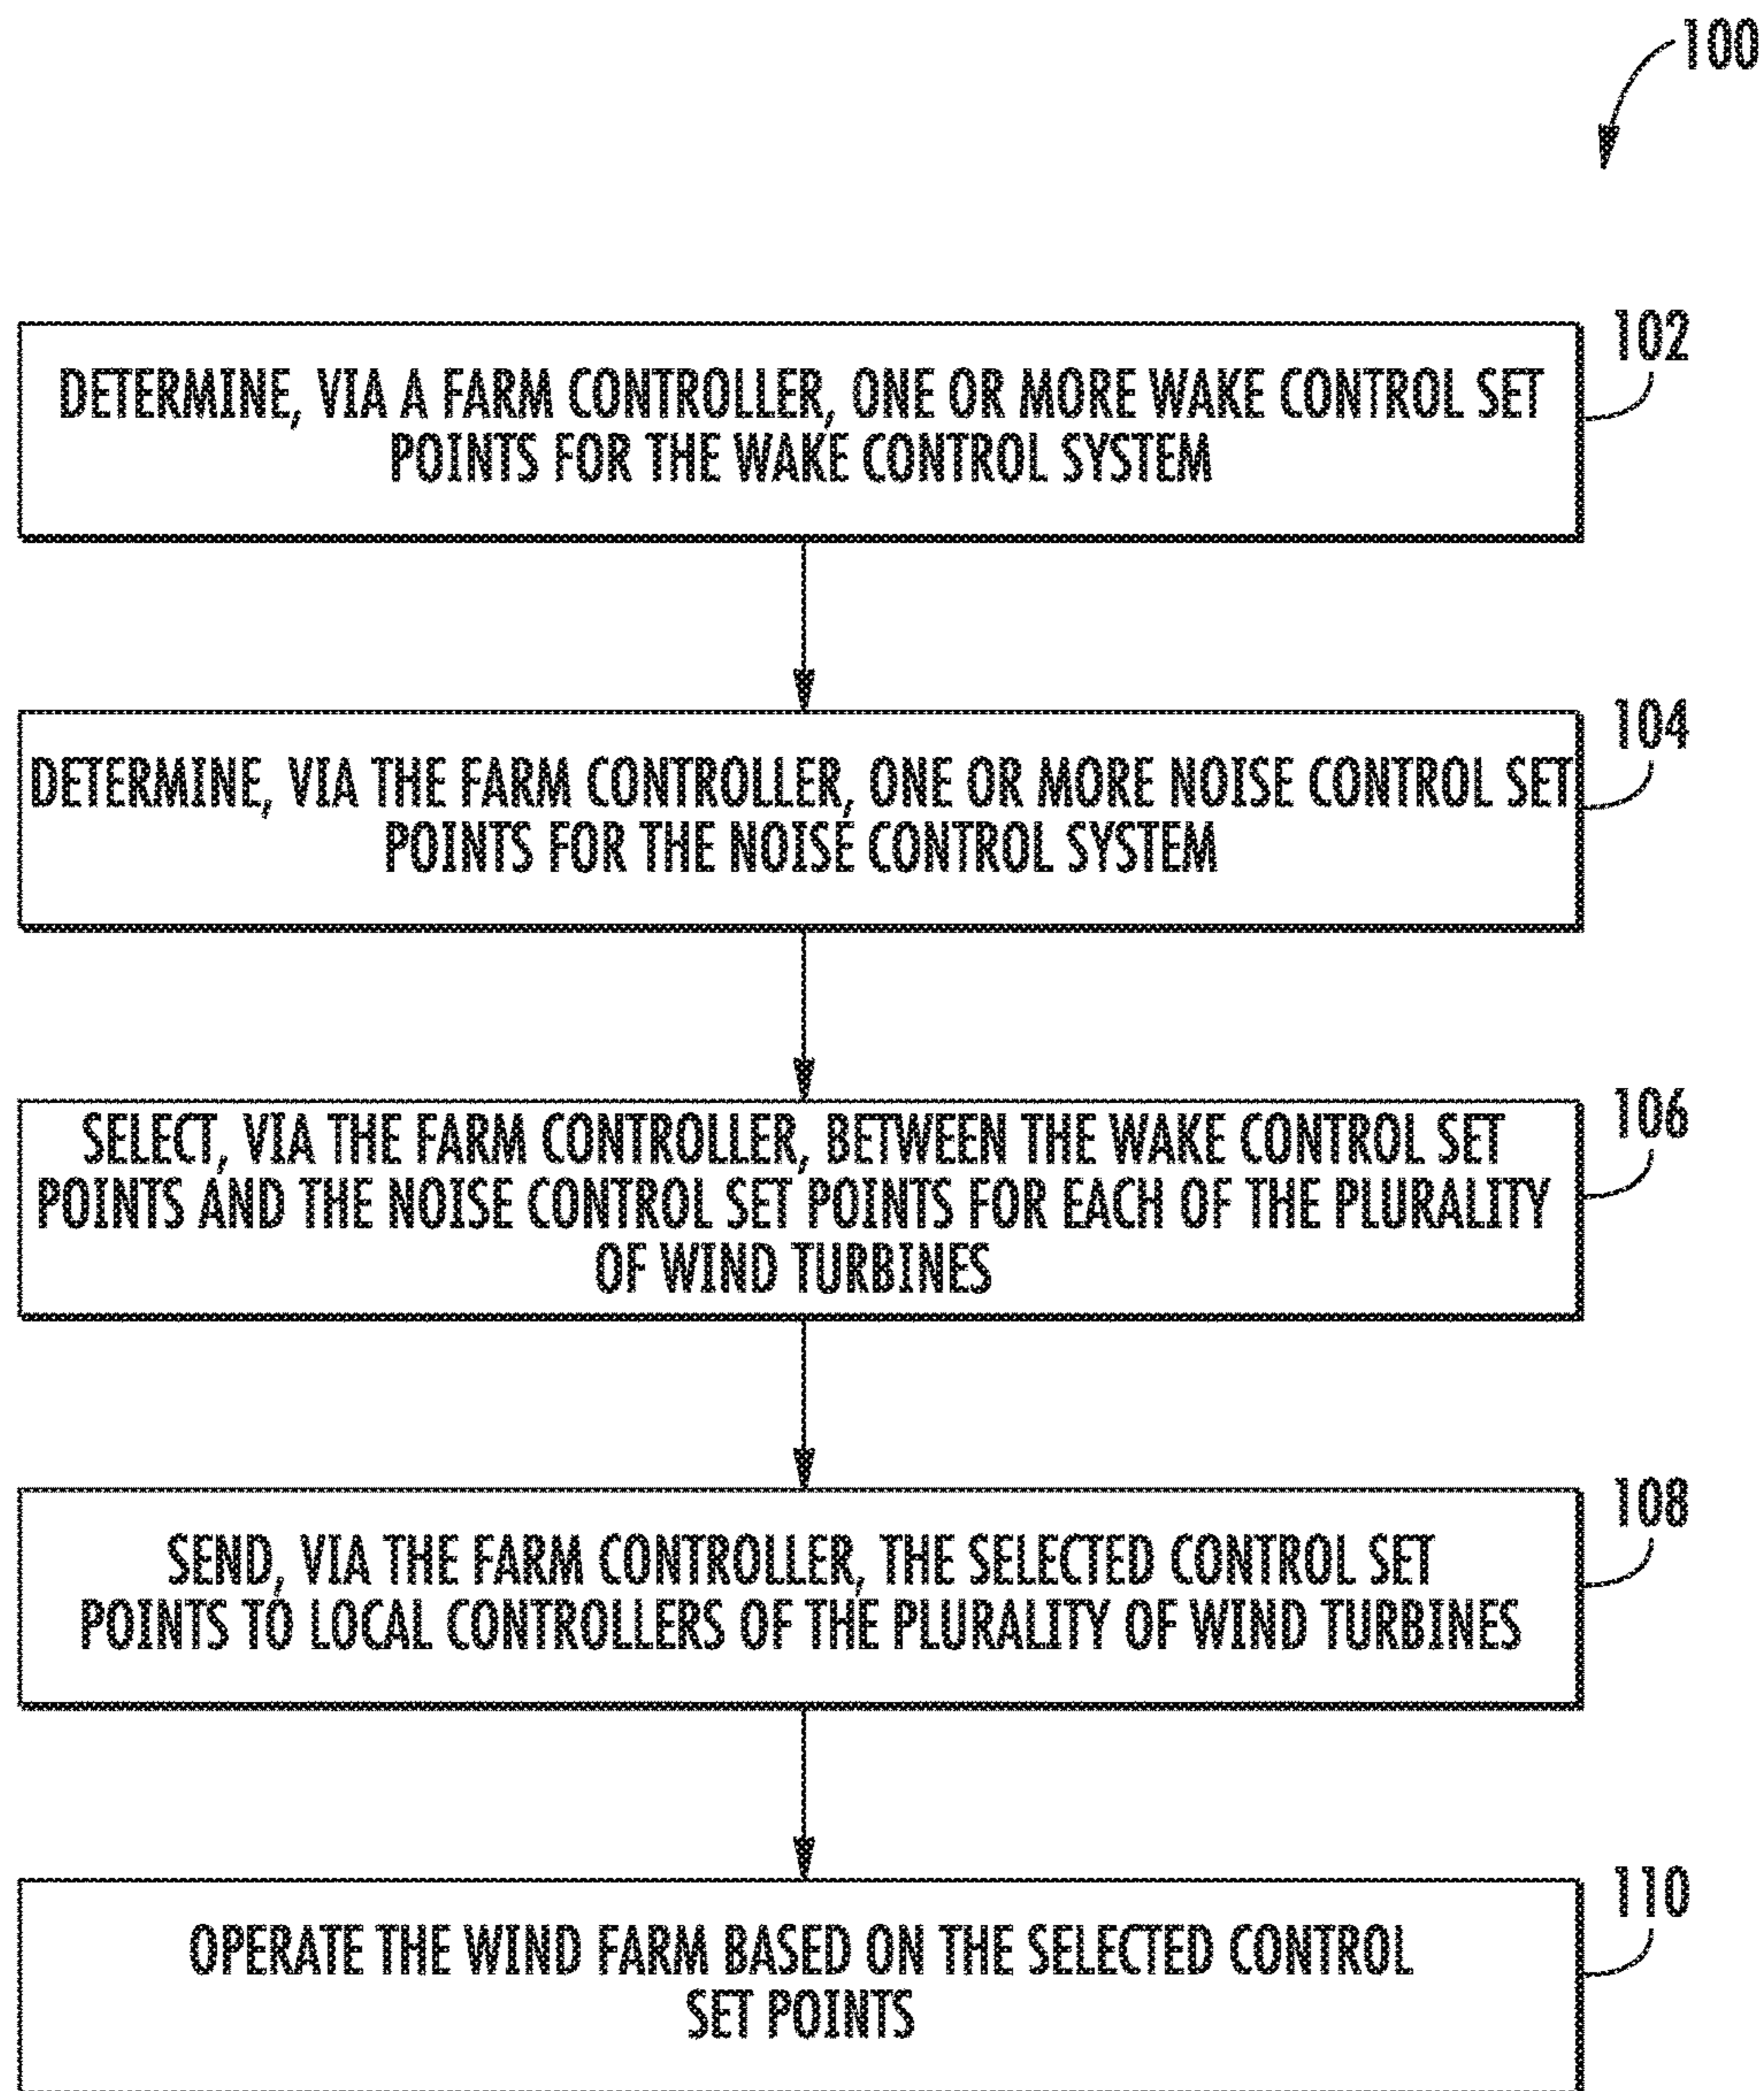 100
102
DETERMINE, VIA A FARM CONTROLLER, ONE OR MORE WAKE CONTROL SET
POINTS FOR THE WAKE CONTROL SYSTEM
104
DETERMINE, VIA THE FARM CONTROLLER, ONE OR MORE NOISE CONTROL SET
POINTS FOR THE NOISE CONTROL SYSTEM
106
SELECT, VIA THE FARM CONTROLLER, BETWEEN THE WAKE CONTROL SET
POINTS AND THE NOISE CONTROL SET POINTS FOR EACH OF THE PLURALITY
OF WIND TURBINES
108
SEND, VIA THE FARM CONTROLLER, THE SELECTED CONTROL SET
POINTS TO LOCAL CONTROLLERS OF THE PLURALITY OF WIND TURBINES
110
OPERATE THE WIND FARM BASED ON THE SELECTED CONTROL
SET POINTS